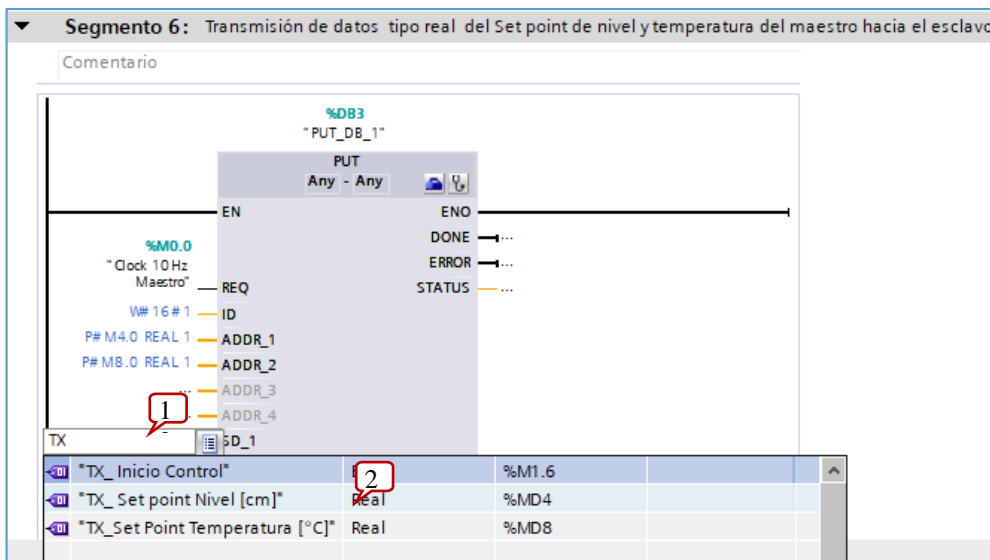 Segmento 6: Transmisión de datos tipo real del Set point de nivel y temperatura del maestro hacia el esclavo
Comentario
%DB3
"PUT_DB_1"
PUT
Any - Any
EN ENO
DONE ...
%M0.0
"Clock 10 Hz
Maestro" REQ
ERROR ...
STATUS ...
W#16#1 ID
P#M4.0 REAL 1 ADDR_1
P#M8.0 REAL 1 ADDR_2
... ADDR_3
1 ADDR_4
TX SD_1
"TX_ Inicio Control" %M1.6
2
"TX_ Set point Nivel [cm]" Real %MD4
"TX_Set Point Temperatura [°C]" Real %MD8